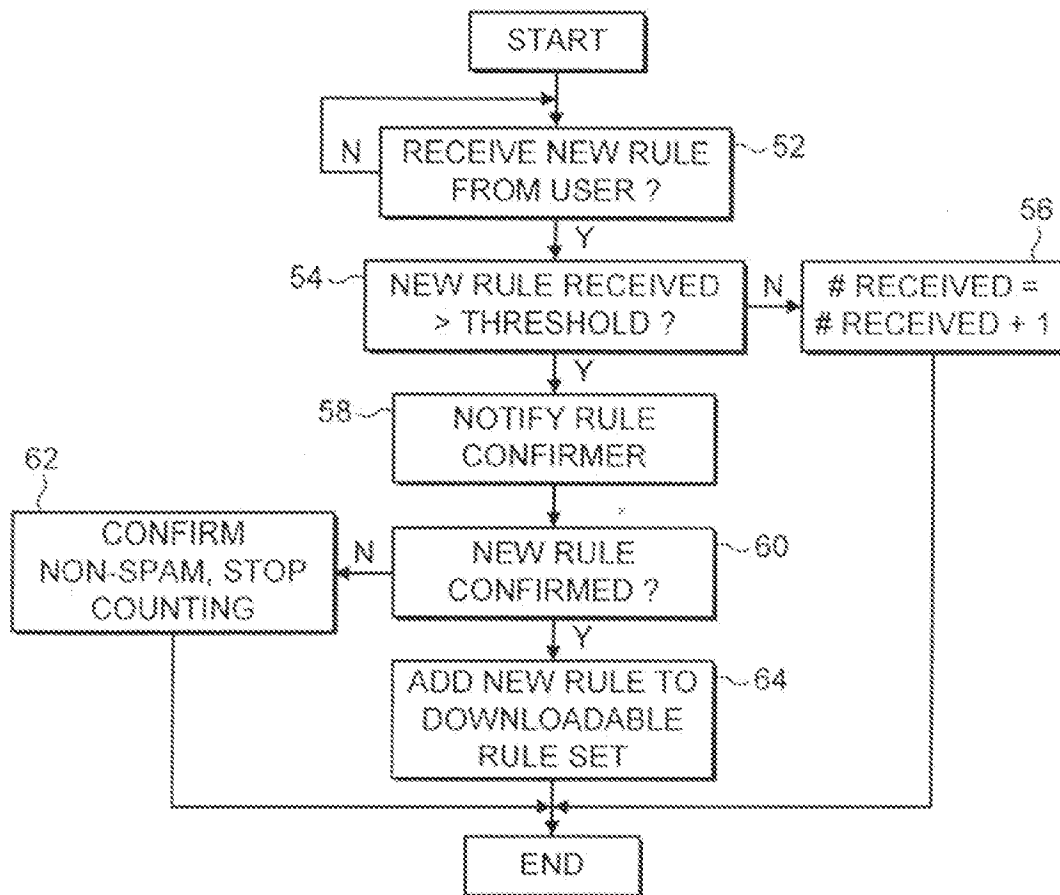 START
N
RECEIVE NEW RULE
FROM USER ?
52
Y
56
54
NEW RULE RECEIVED
> THRESHOLD ?
N
# RECEIVED =
# RECEIVED + 1
Y
58
NOTIFY RULE
CONFIRMER
62
CONFIRM
NON-SPAM, STOP
COUNTING
N
NEW RULE
CONFIRMED ?
60
Y
ADD NEW RULE TO
DOWNLOADABLE
RULE SET
64
END